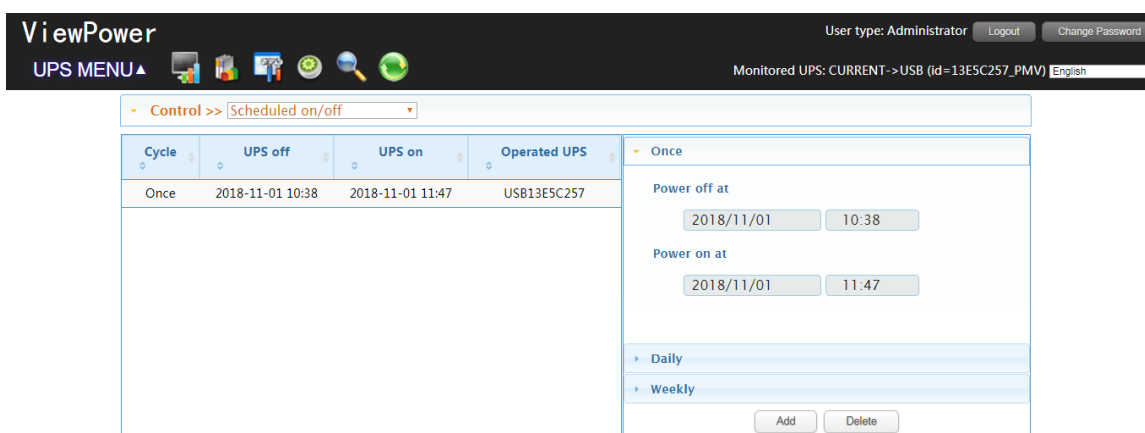 ViewPower
User type: Administrator Logout Change Password
UPS MENU▲
Monitored UPS: CURRENT->USB (id=13E5C257_PMV) English
Control >> Scheduled on/off
Cycle UPS off UPS on Operated UPS
Once 2018-11-01 10:38 2018-11-01 11:47 USB13E5C257
Once
Power off at
2018/11/01 10:38
Power on at
2018/11/01 11:47
Daily
Weekly
Add Delete